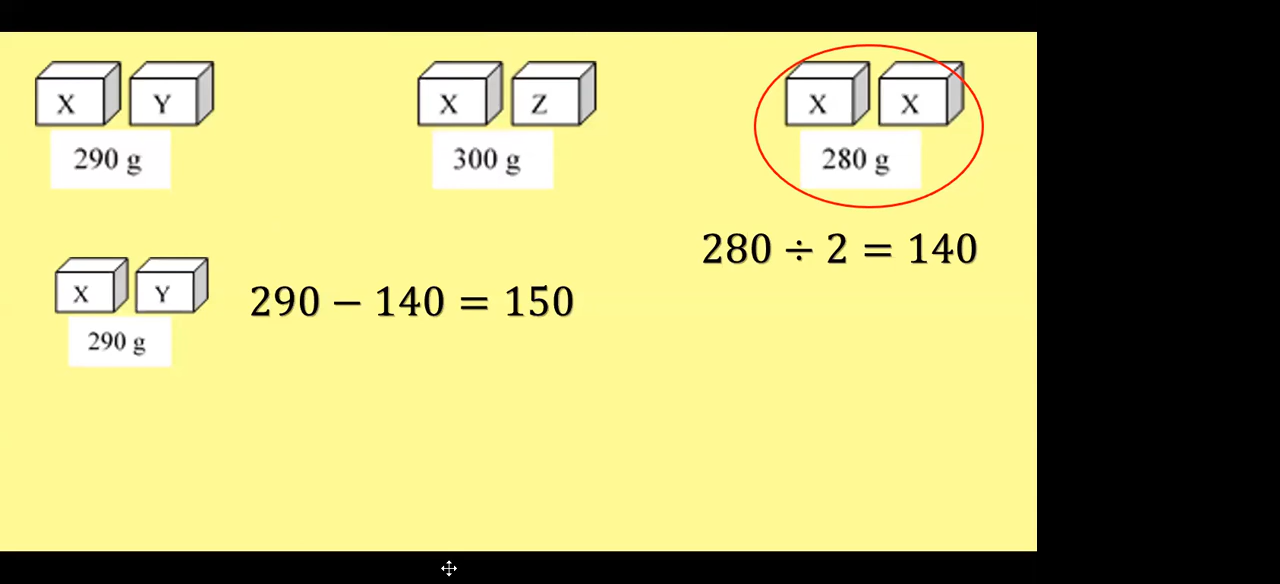 X Y
290 g
X Z
300 g
X X
280 g
280 ÷ 2 = 140
X Y
290 g
290 − 140 = 150